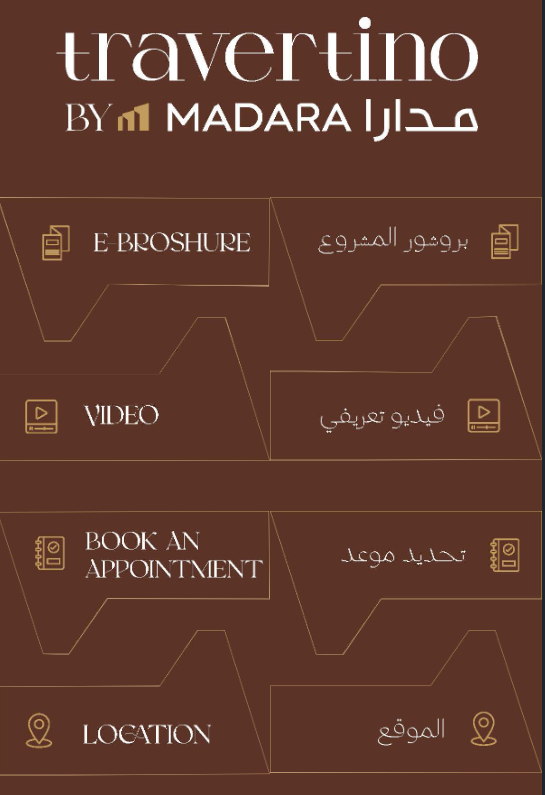 travertino
BY MADARA مدارا
E-BROSHURE
بروشور المشروع
VIDEO
فيديو تعريفي
BOOK AN
APPOINTMENT
تحديد موعد
LOCATION
الموقع